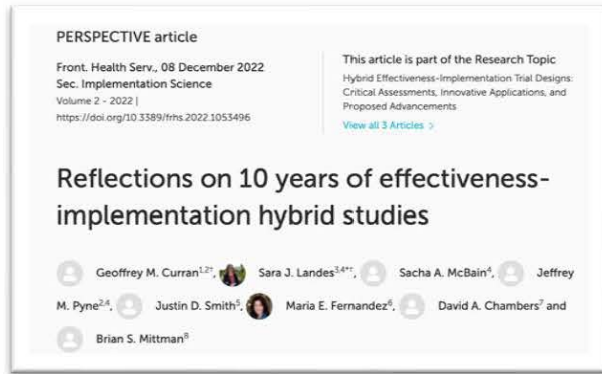 PERSPECTIVE article
Front. Health Serv., 08 December 2022
Sec. Implementation Science
Volume 2 - 2022 |
https://doi.org/10.3389/frhs.2022.1053496
This article is part of the Research Topic
Hybrid Effectiveness-Implementation Trial Designs:
Critical Assessments, Innovative Applications, and
Proposed Advancements
View all 3 Articles >
Reflections on 10 years of effectiveness-
implementation hybrid studies
Geoffrey M. Curran1,2†, Sara J. Landes3,4*†, Sacha A. McBain4, Jeffrey
M. Pyne2,4, Justin D. Smith5, Maria E. Fernandez6, David A. Chambers7 and
Brian S. Mittman8